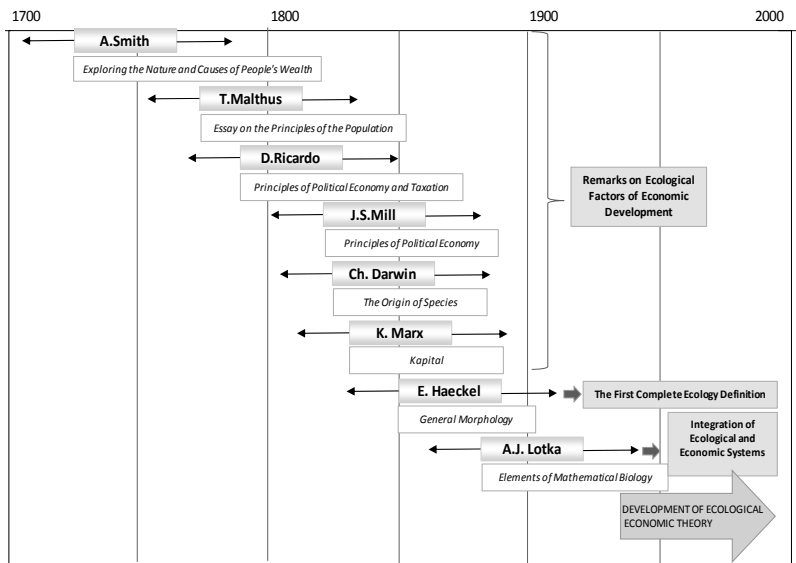 1700 1800 1900 2000
A.Smith
Exploring the Nature and Causes of People's Wealth
T.Malthus
Essay on the Principles of the Population
D.Ricardo
Principles of Political Economy and Taxation
J.S.Mill
Principles of Political Economy
Ch. Darwin
The Origin of Species
K. Marx
Kapital
Remarks on Ecological
Factors of Economic
Development
E. Haeckel
The First Complete Ecology Definition
General Morphology
A.J. Lotka
Integration of
Ecological and
Economic Systems
Elements of Mathematical Biology
DEVELOPMENT OF ECOLOGICAL
ECONOMIC THEORY